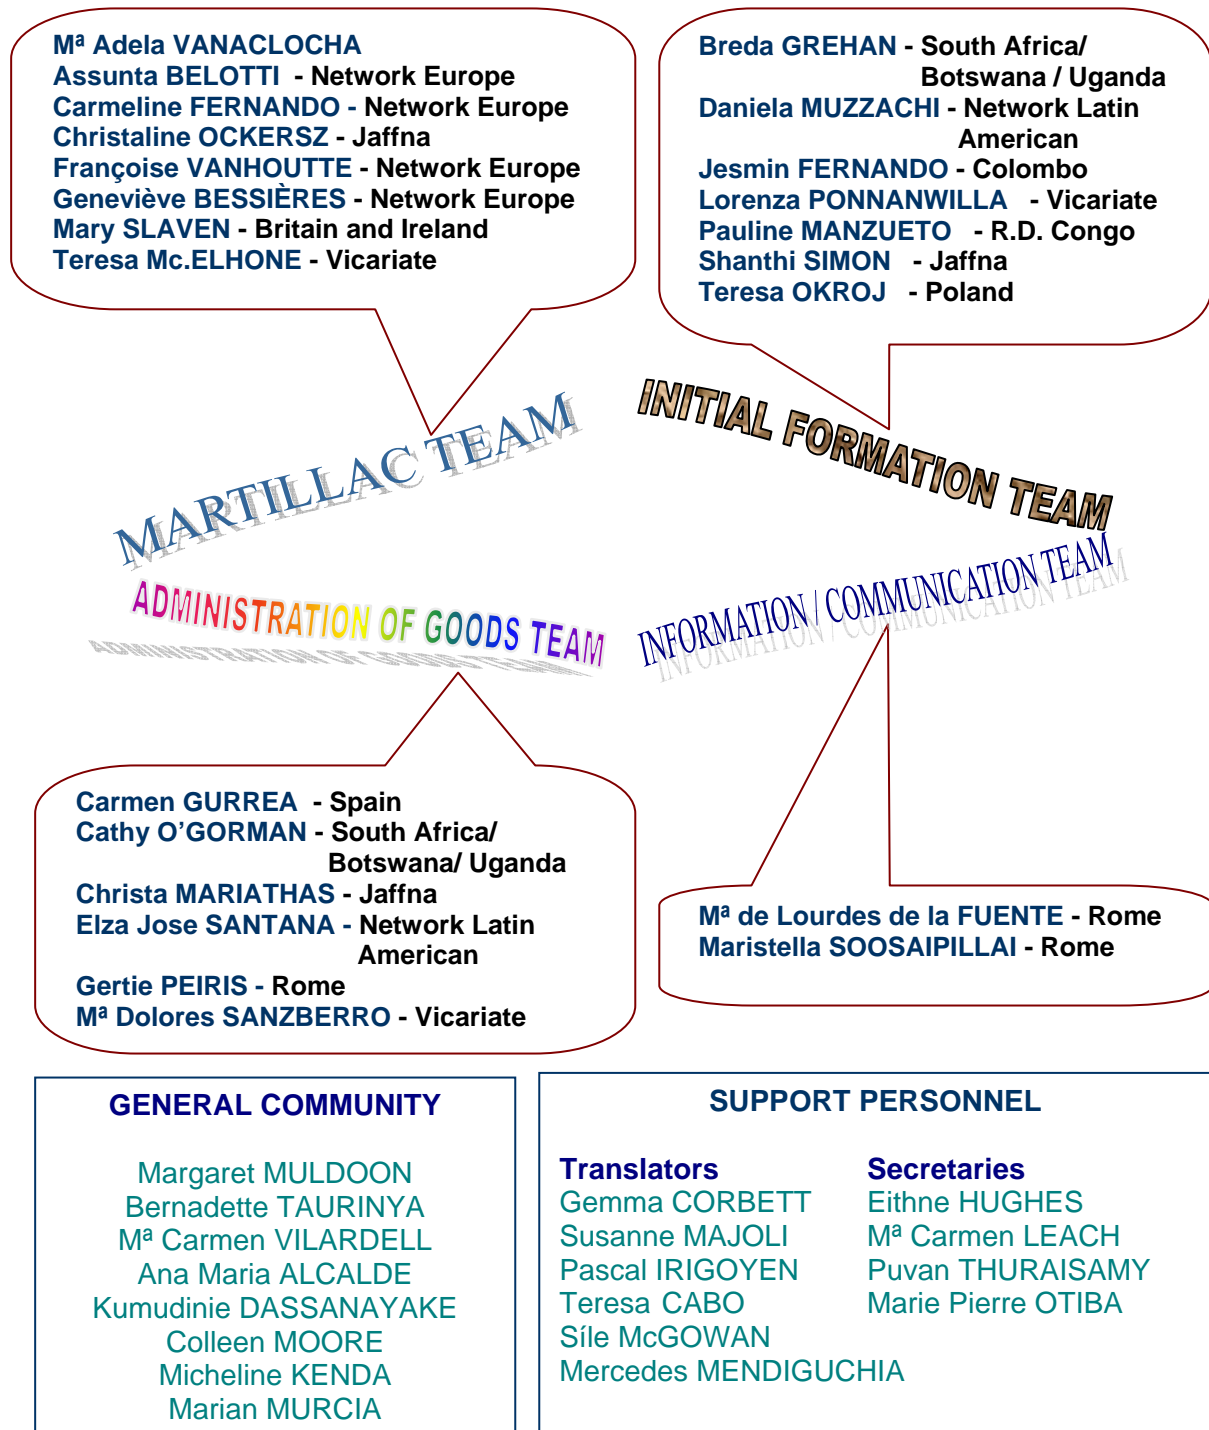 Mª Adela VANACLOCHA
Assunta BELOTTI - Network Europe
Carmeline FERNANDO - Network Europe
Christaline OCKERSZ - Jaffna
Françoise VANHOUTTE - Network Europe
Geneviève BESSIÈRES - Network Europe
Mary SLAVEN - Britain and Ireland
Teresa Mc.ELHONE - Vicariate
Breda GREHAN - South Africa/
Botswana / Uganda
Daniela MUZZACHI - Network Latin
American
Jesmin FERNANDO - Colombo
Lorenza PONNANWILLA - Vicariate
Pauline MANZUETO - R.D. Congo
Shanthi SIMON - Jaffna
Teresa OKROJ - Poland
MARTILLAC TEAM
INITIAL FORMATION TEAM
ADMINISTRATION OF GOODS TEAM
INFORMATION / COMMUNICATION TEAM
Carmen GURREA - Spain
Cathy O'GORMAN - South Africa/
Botswana/ Uganda
Christa MARIATHAS - Jaffna
Elza Jose SANTANA - Network Latin
American
Gertie PEIRIS - Rome
Mª Dolores SANZBERRO - Vicariate
Mª de Lourdes de la FUENTE - Rome
Maristella SOOSAIPILLAI - Rome
GENERAL COMMUNITY
Margaret MULDOON
Bernadette TAURINYA
Mª Carmen VILARDELL
Ana Maria ALCALDE
Kumudinie DASSANAYAKE
Colleen MOORE
Micheline KENDA
Marian MURCIA
SUPPORT PERSONNEL
Translators
Gemma CORBETT
Susanne MAJOLI
Pascal IRIGOYEN
Teresa CABO
Síle McGOWAN
Mercedes MENDIGUCHIA
Secretaries
Eithne HUGHES
Mª Carmen LEACH
Puvan THURAISAMY
Marie Pierre OTIBA